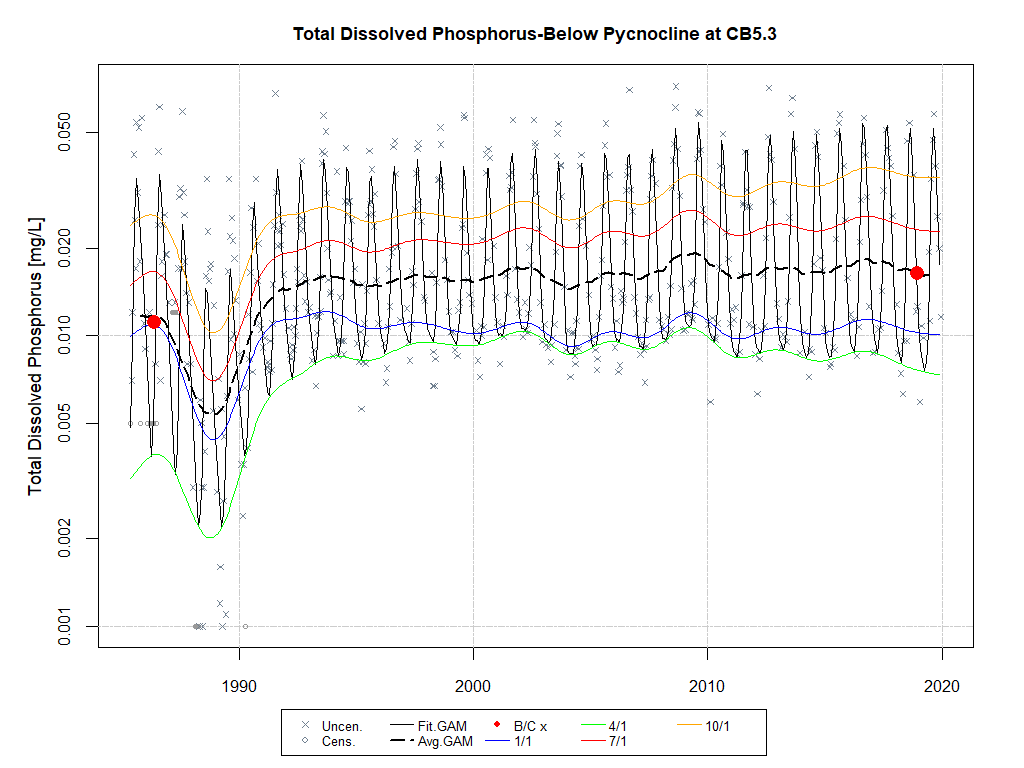 Total Dissolved Phosphorus-Below Pycnocline at CB5.3
Total Dissolved Phosphorus [mg/L]
0.050
0.020
0.010
0.005
0.002
0.001
1990 2000 2010 2020
Uncen. Fit.GAM B/C x 4/1 10/1
Cens. Avg.GAM 1/1 7/1